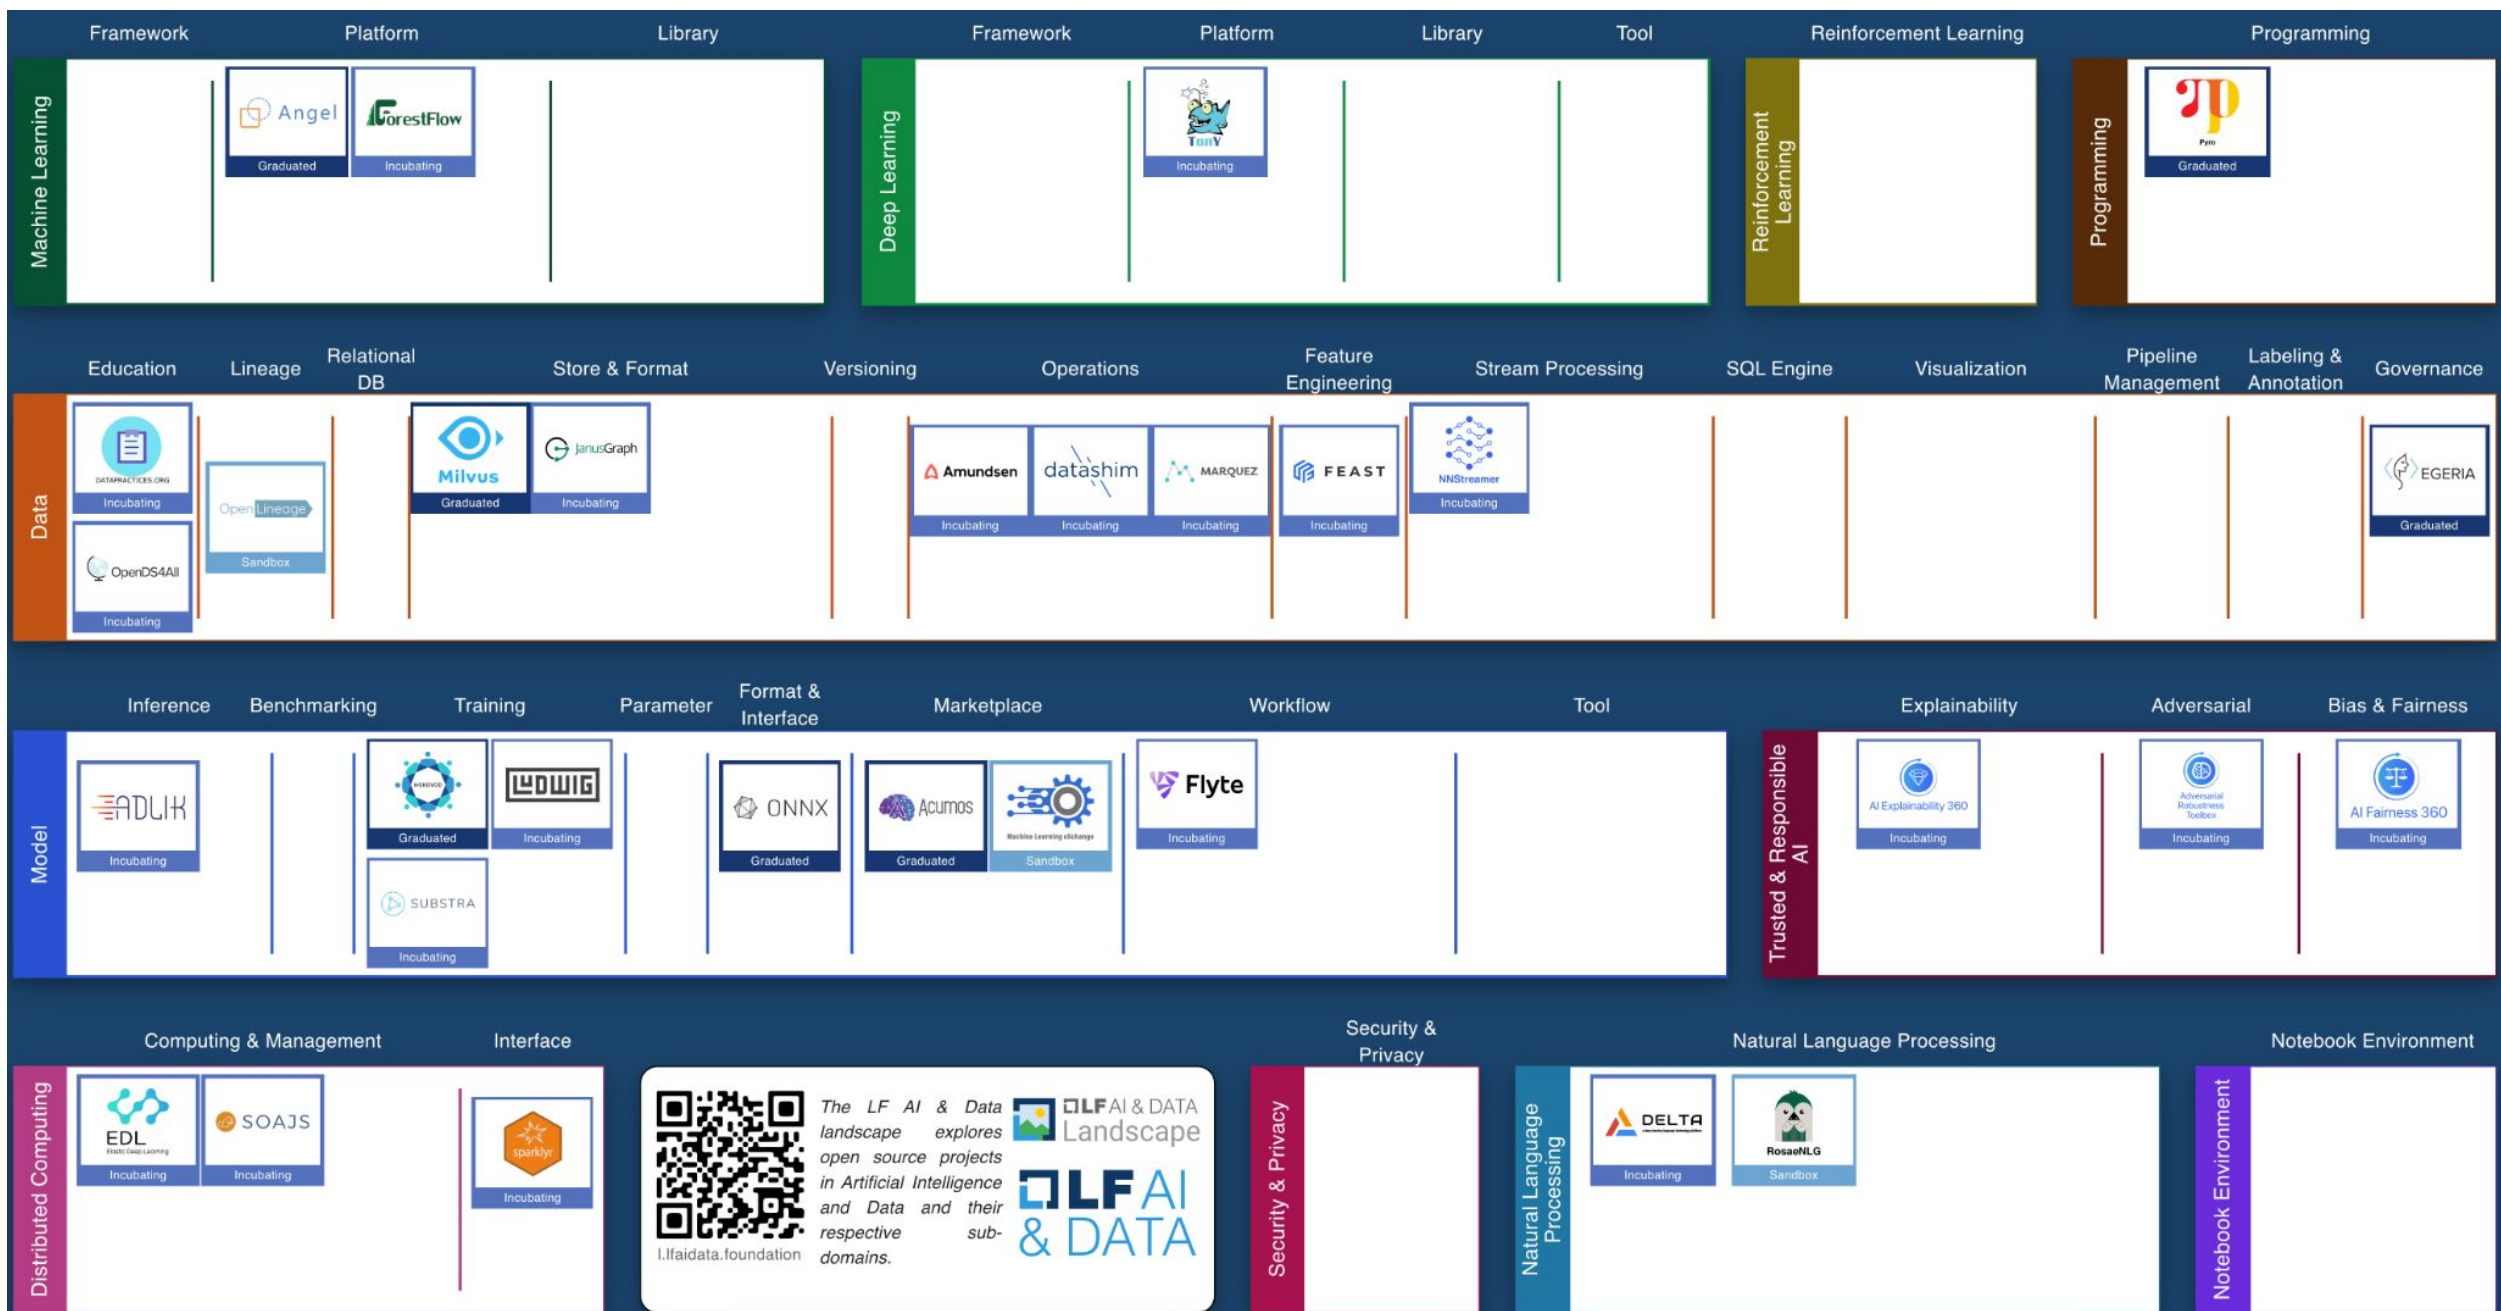 Framework
Platform
Library
Framework
Platform
Library
Tool
Reinforcement Learning
Programming
Machine Learning
Angel
Graduated
ForestFlow
Incubating
Deep Learning
TonY
Incubating
Reinforcement
Learning
Programming
Pyro
Graduated
Education
Lineage
Relational
DB
Store & Format
Versioning
Operations
Feature
Engineering
Stream Processing
SQL Engine
Visualization
Pipeline
Management
Labeling &
Annotation
Governance
Data
DATAPRACTICES.ORG
Incubating
OpenDS4All
Incubating
OpenLineage
Sandbox
Milvus
Graduated
JanusGraph
Incubating
Amundsen
Incubating
datashim
Incubating
MARQUEZ
Incubating
FEAST
Incubating
NNStreamer
Incubating
EGERIA
Graduated
Inference
Benchmarking
Training
Parameter
Format &
Interface
Marketplace
Workflow
Tool
Explainability
Adversarial
Bias & Fairness
Model
ADLIK
Incubating
HOROVOD
Graduated
LUDWIG
Incubating
SUBSTRA
Incubating
ONNX
Graduated
Acumos
Graduated
Machine Learning eXchange
Sandbox
Flyte
Incubating
Trusted & Responsible
AI
AI Explainability 360
Incubating
Adversarial
Robustness
Toolbox
Incubating
AI Fairness 360
Incubating
Computing & Management
Interface
Security &
Privacy
Natural Language Processing
Notebook Environment
Distributed Computing
EDL
Elastic Deep Learning
Incubating
SOAJS
Incubating
sparklyr
Incubating
l.lfaidata.foundation
The LF AI & Data
landscape explores
open source projects
in Artificial Intelligence
and Data and their
respective sub-
domains.
LF AI & DATA
Landscape
LF AI
& DATA
Security & Privacy
Natural Language
Processing
DELTA
Incubating
RosaeNLG
Sandbox
Notebook Environment